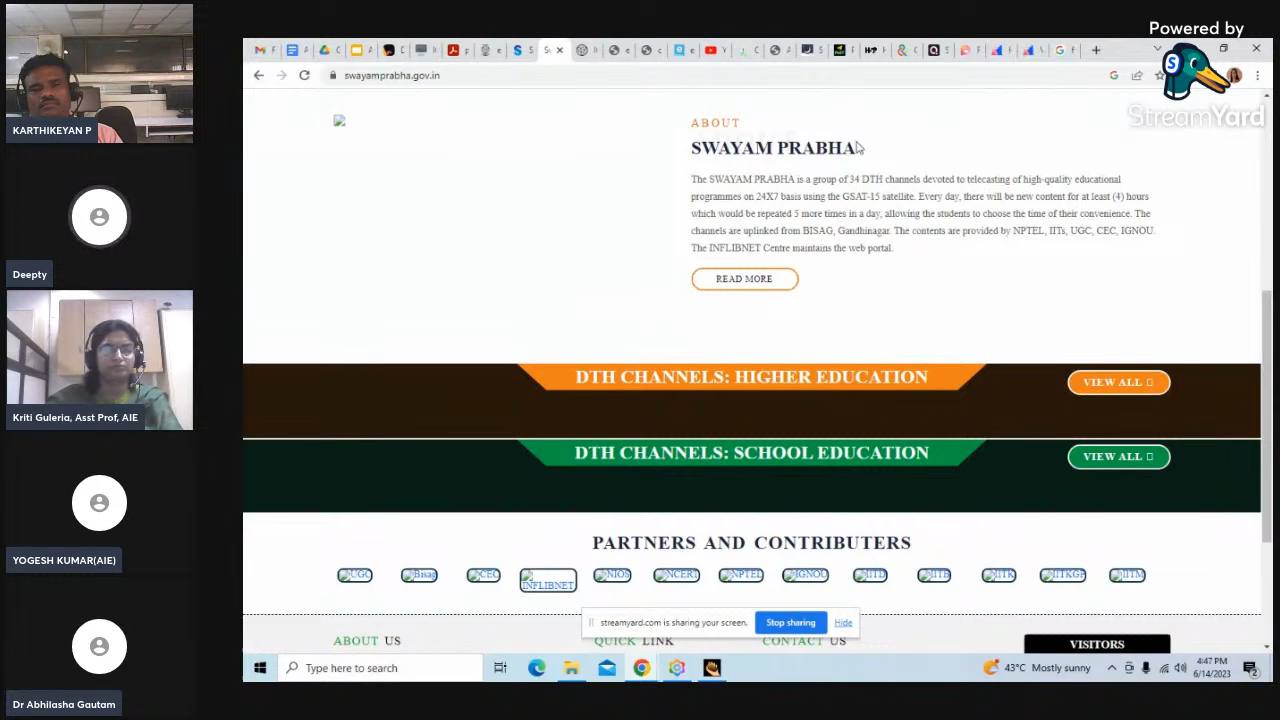 Powered by
StreamYard
KARTHIKEYAN P
Deepty
Kriti Guleria, Asst Prof, AIE
YOGESH KUMAR(AIE)
Dr Abhilasha Gautam
swayamprabha.gov.in
ABOUT
SWAYAM PRABHA
The SWAYAM PRABHA is a group of 34 DTH channels devoted to telecasting of high-quality educational
programmes on 24X7 basis using the GSAT-15 satellite. Every day, there will be new content for at least (4) hours
which would be repeated 5 more times in a day, allowing the students to choose the time of their convenience. The
channels are uplinked from BISAG, Gandhinagar. The contents are provided by NPTEL, IITs, UGC, CEC, IGNOU.
The INFLIBNET Centre maintains the web portal.
READ MORE
DTH CHANNELS: HIGHER EDUCATION
VIEW ALL
DTH CHANNELS: SCHOOL EDUCATION
VIEW ALL
PARTNERS AND CONTRIBUTERS
UGC Bisag CEC INFLIBNET NIOS NCERT NPTEL IGNOU IITD IITB IITK IITKGP IITM
streamyard.com is sharing your screen. Stop sharing Hide
ABOUT US QUICK LINK CONTACT US VISITORS
Type here to search
43°C Mostly sunny
4:47 PM
6/14/2023
2